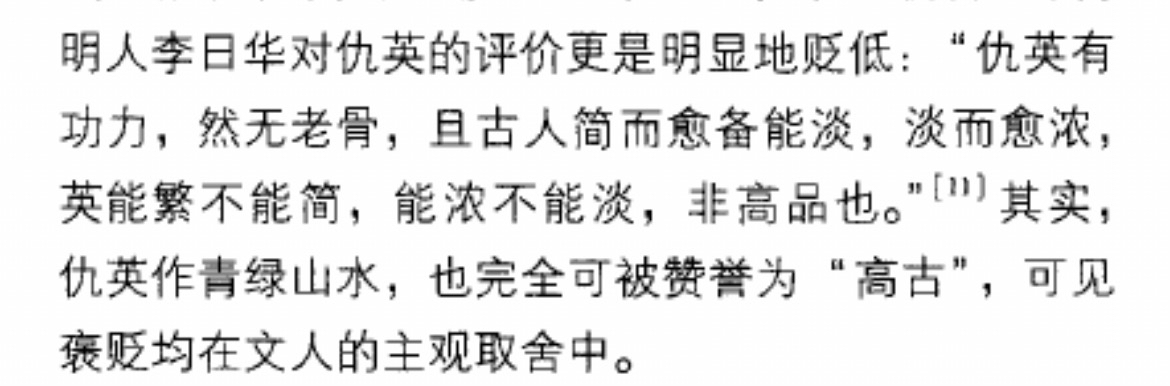 明人李日华对仇英的评价更是明显地贬低：“仇英有
功力，然无老骨，且古人简而愈备能淡，淡而愈浓，
英能繁不能简，能浓不能淡，非高品也。”[11]其实，
仇英作青绿山水，也完全可被赞誉为“高古”，可见
褒贬均在文人的主观取舍中。